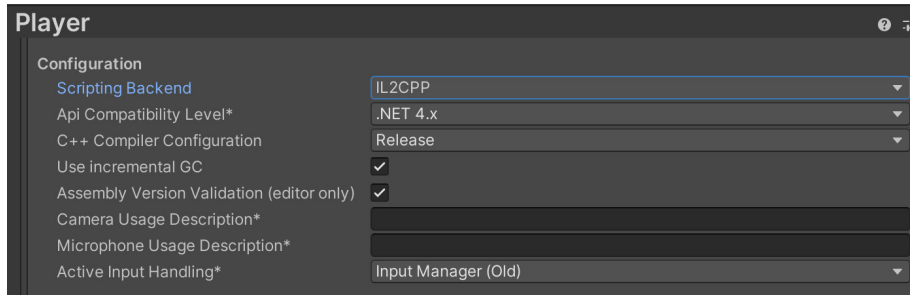 Player
Configuration
Scripting Backend IL2CPP
Api Compatibility Level* .NET 4.x
C++ Compiler Configuration Release
Use incremental GC
Assembly Version Validation (editor only)
Camera Usage Description*
Microphone Usage Description*
Active Input Handling* Input Manager (Old)